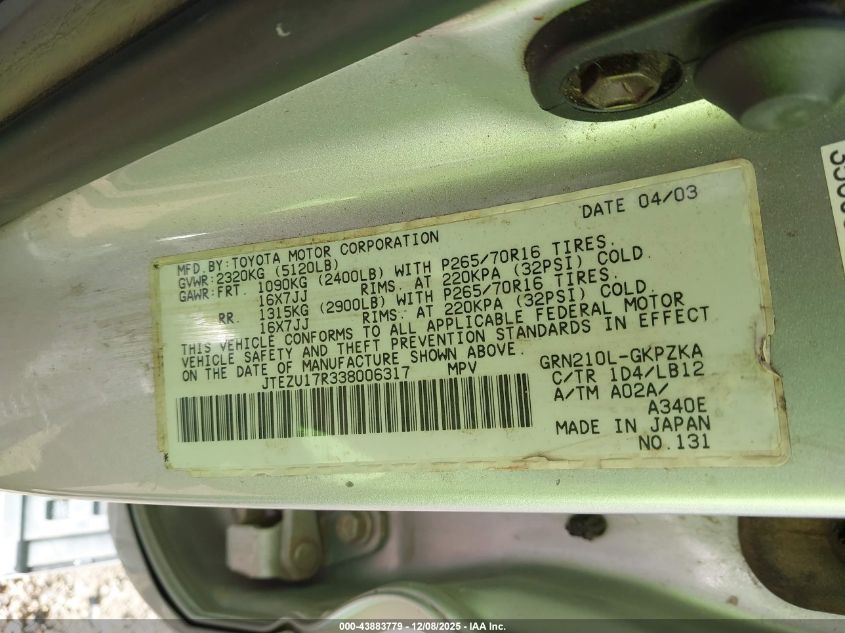 DATE 04/03
MFD.BY:TOYOTA MOTOR CORPORATION
GVWR:2320KG (5120LB)
GAWR:FRT. 1090KG (2400LB) WITH P265/70R16 TIRES.
16X7JJ RIMS. AT 220KPA (32PSI) COLD.
RR. 1315KG (2900LB) WITH P265/70R16 TIRES.
16X7JJ RIMS. AT 220KPA (32PSI) COLD.
THIS VEHICLE CONFORMS TO ALL APPLICABLE FEDERAL MOTOR
VEHICLE SAFETY AND THEFT PREVENTION STANDARDS IN EFFECT
ON THE DATE OF MANUFACTURE SHOWN ABOVE.
JTEZU17R338006317 MPV
GRN210L-GKPZKA
C/TR 1D4/LB12
A/TM A02A/
A340E
MADE IN JAPAN
NO.131
000-43883779 • 12/08/2025 - IAA Inc.